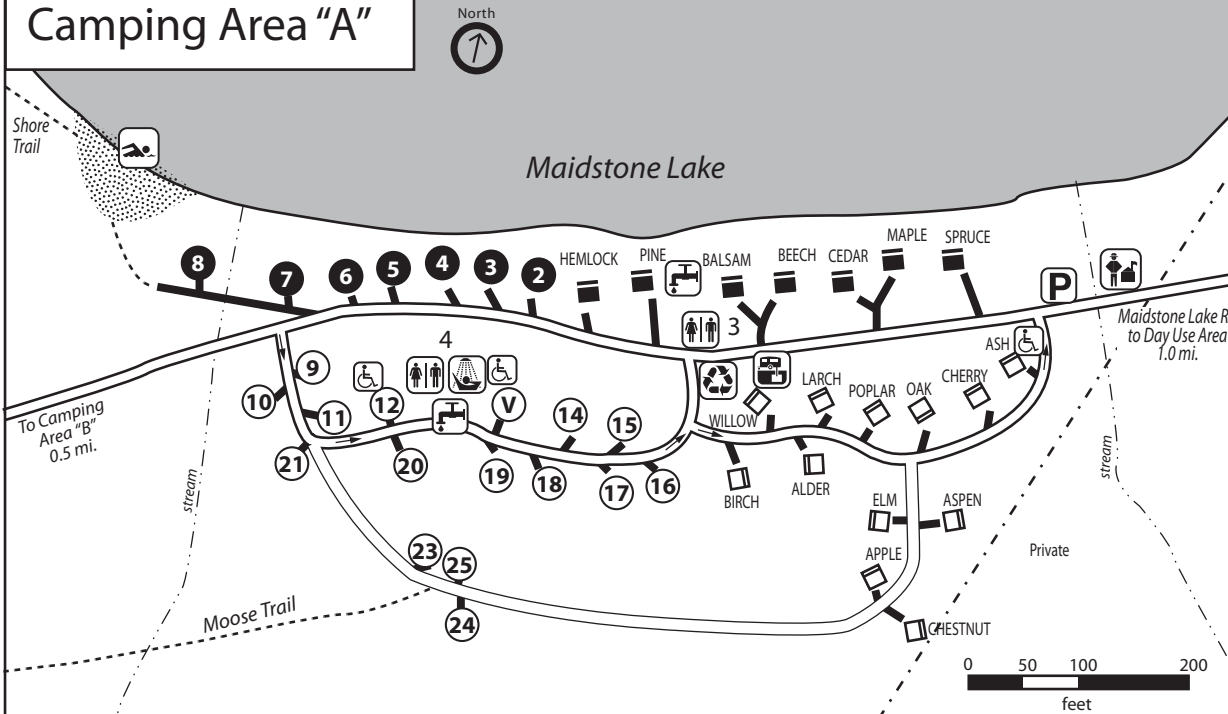 Camping Area "A"
North
Shore
Trail
Maidstone Lake
8
7
6
5
4
3
2
HEMLOCK
PINE
BALSAM
BEECH
CEDAR
MAPLE
SPRUCE
P
3
4
Maidstone Lake R
to Day Use Area
1.0 mi.
ASH
9
10
11
12
V
14
15
WILLOW
LARCH
POPLAR
OAK
CHERRY
To Camping
Area "B"
0.5 mi.
21
20
19
18
17
16
BIRCH
ALDER
stream
stream
ELM
ASPEN
23
25
APPLE
Private
Moose Trail
24
CHESTNUT
0 50 100 200
feet